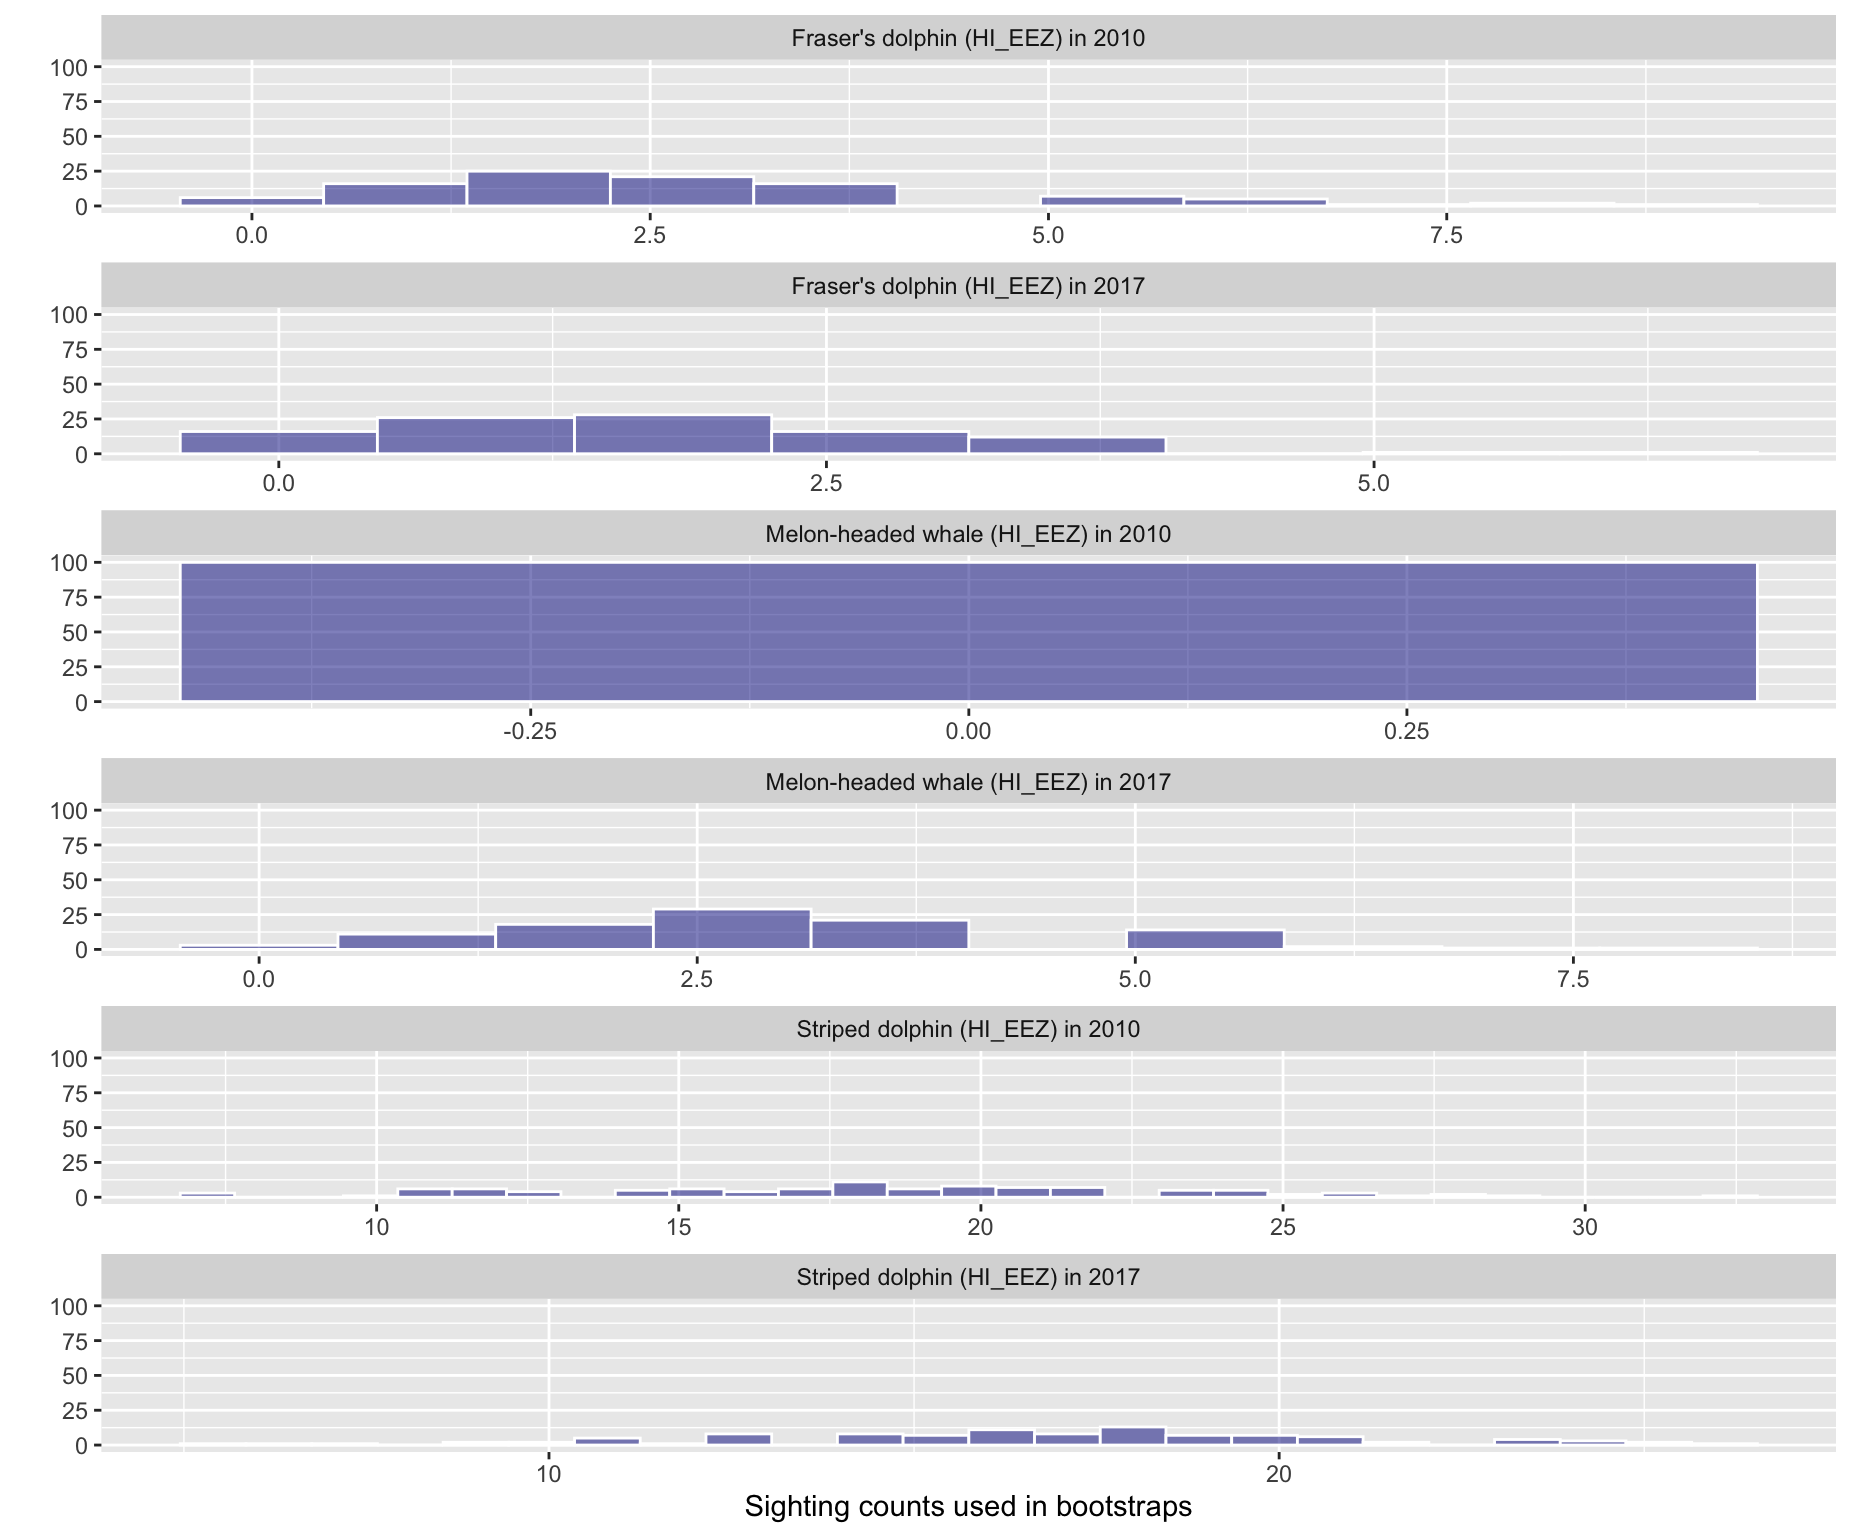 Fraser's dolphin (HI_EEZ) in 2010
100
75
50
25
0
0.0 2.5 5.0 7.5
Fraser's dolphin (HI_EEZ) in 2017
100
75
50
25
0
0.0 2.5 5.0
Melon-headed whale (HI_EEZ) in 2010
100
75
50
25
0
-0.25 0.00 0.25
Melon-headed whale (HI_EEZ) in 2017
100
75
50
25
0
0.0 2.5 5.0 7.5
Striped dolphin (HI_EEZ) in 2010
100
75
50
25
0
10 15 20 25 30
Striped dolphin (HI_EEZ) in 2017
100
75
50
25
0
10 20
Sighting counts used in bootstraps